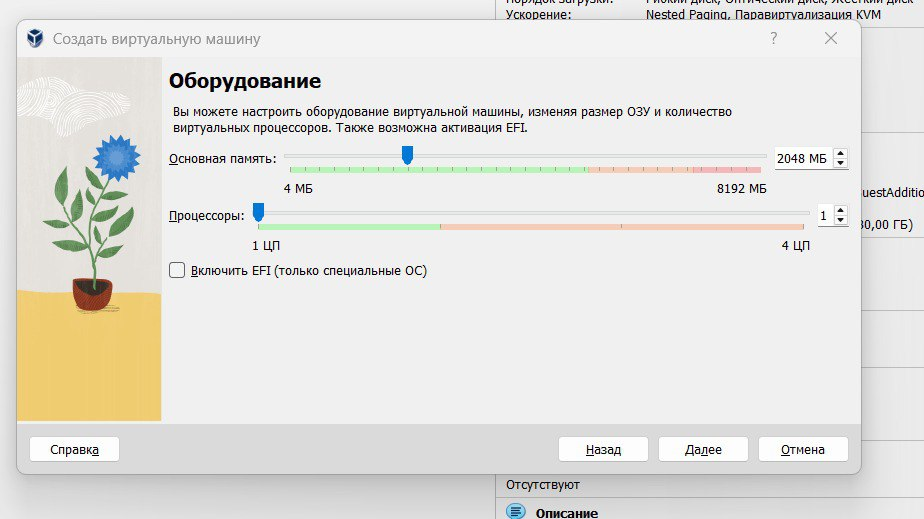 Порядок загрузки: Гибкий диск, Оптический диск, Жёсткий диск
Ускорение: Nested Paging, Паравиртуализация KVM
Создать виртуальную машину
?
Оборудование
Вы можете настроить оборудование виртуальной машины, изменяя размер ОЗУ и количество
виртуальных процессоров. Также возможна активация EFI.
Основная память: 2048 МБ
4 МБ 8192 МБ
uestAddition
Процессоры: 1
30,00 ГБ)
1 ЦП 4 ЦП
Включить EFI (только специальные ОС)
Справка Назад Далее Отмена
Отсутствуют
Описание